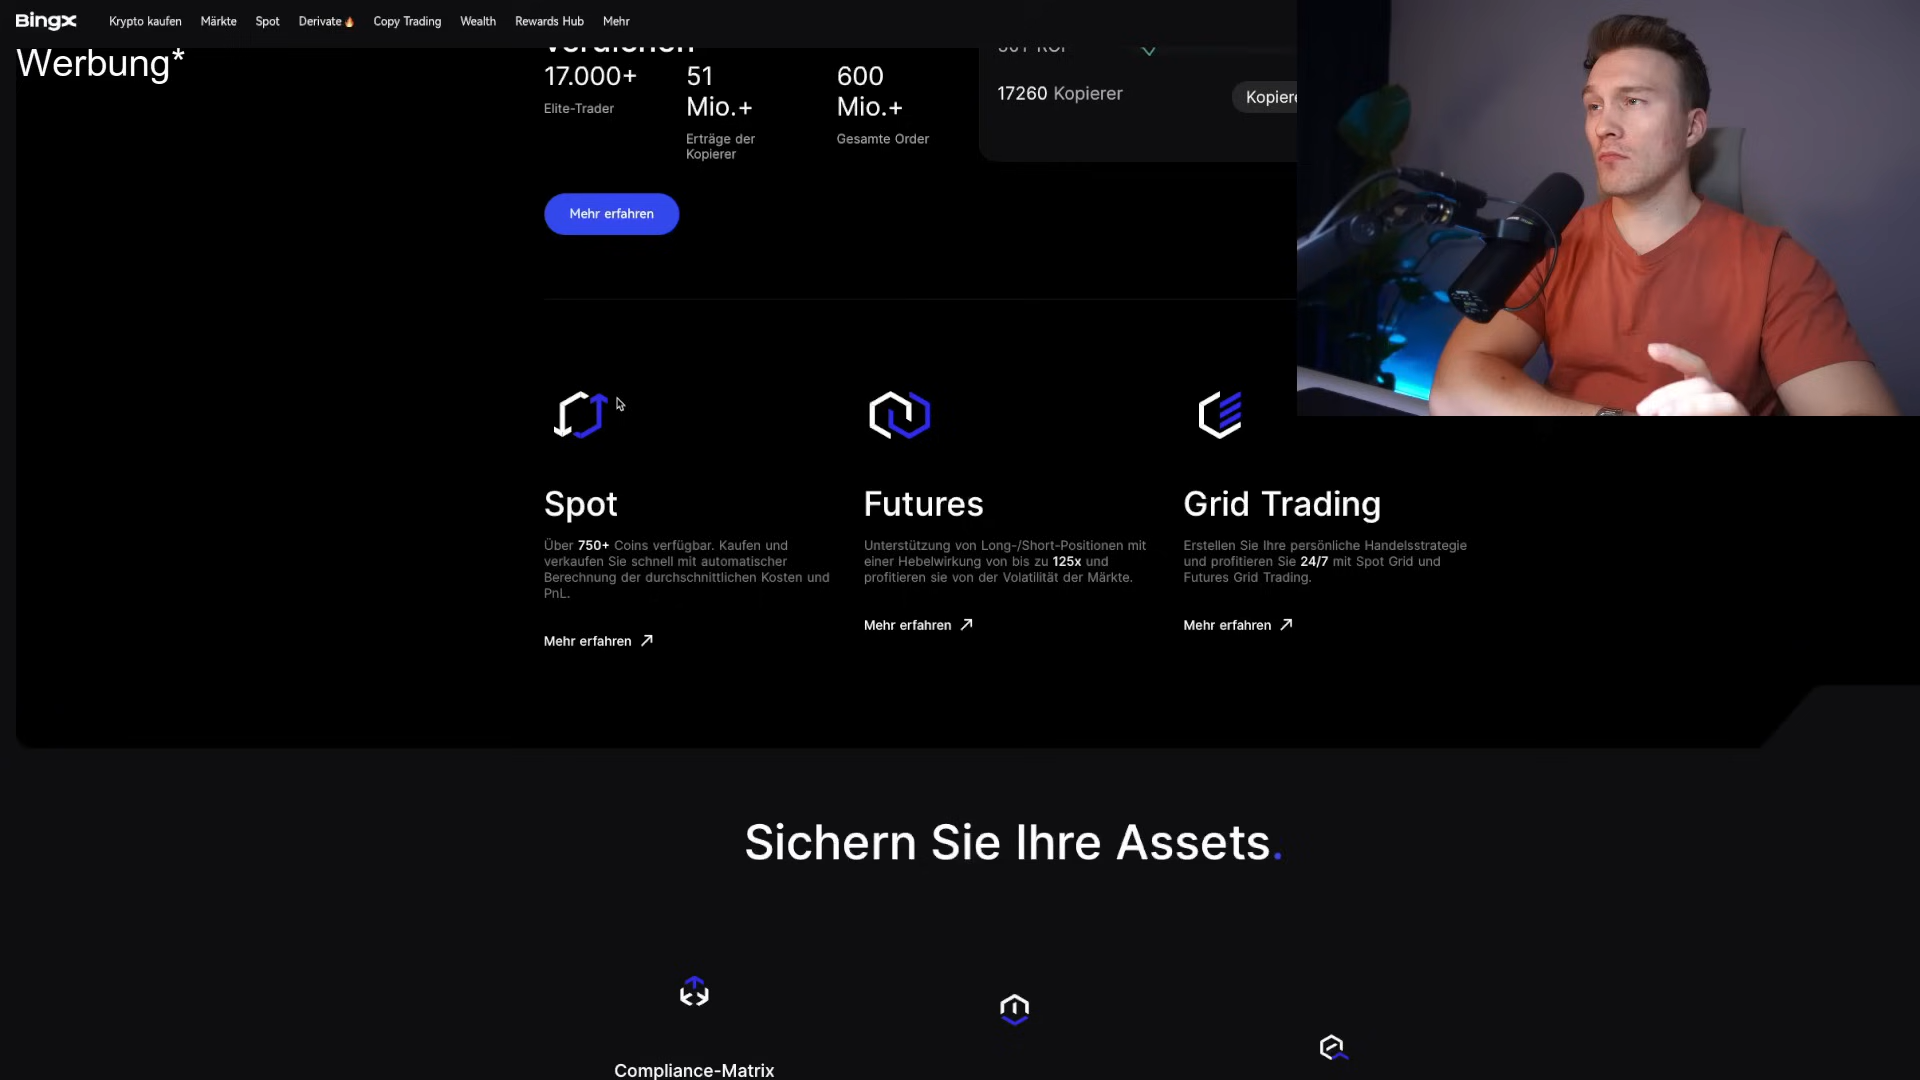 BingX Krypto kaufen Märkte Spot Derivate Copy Trading Wealth Rewards Hub Mehr
Werbung*
17.000+
Elite-Trader
51
Mio.+
Erträge der
Kopierer
600
Mio.+
Gesamte Order
17260 Kopierer
Mehr erfahren
Spot
Über 750+ Coins verfügbar. Kaufen und
verkaufen Sie schnell mit automatischer
Berechnung der durchschnittlichen Kosten und
PnL.
Mehr erfahren
Futures
Unterstützung von Long-/Short-Positionen mit
einer Hebelwirkung von bis zu 125x und
profitieren sie von der Volatilität der Märkte.
Mehr erfahren
Grid Trading
Erstellen Sie Ihre persönliche Handelsstrategie
und profitieren Sie 24/7 mit Spot Grid und
Futures Grid Trading.
Mehr erfahren
Sichern Sie Ihre Assets.
Compliance-Matrix